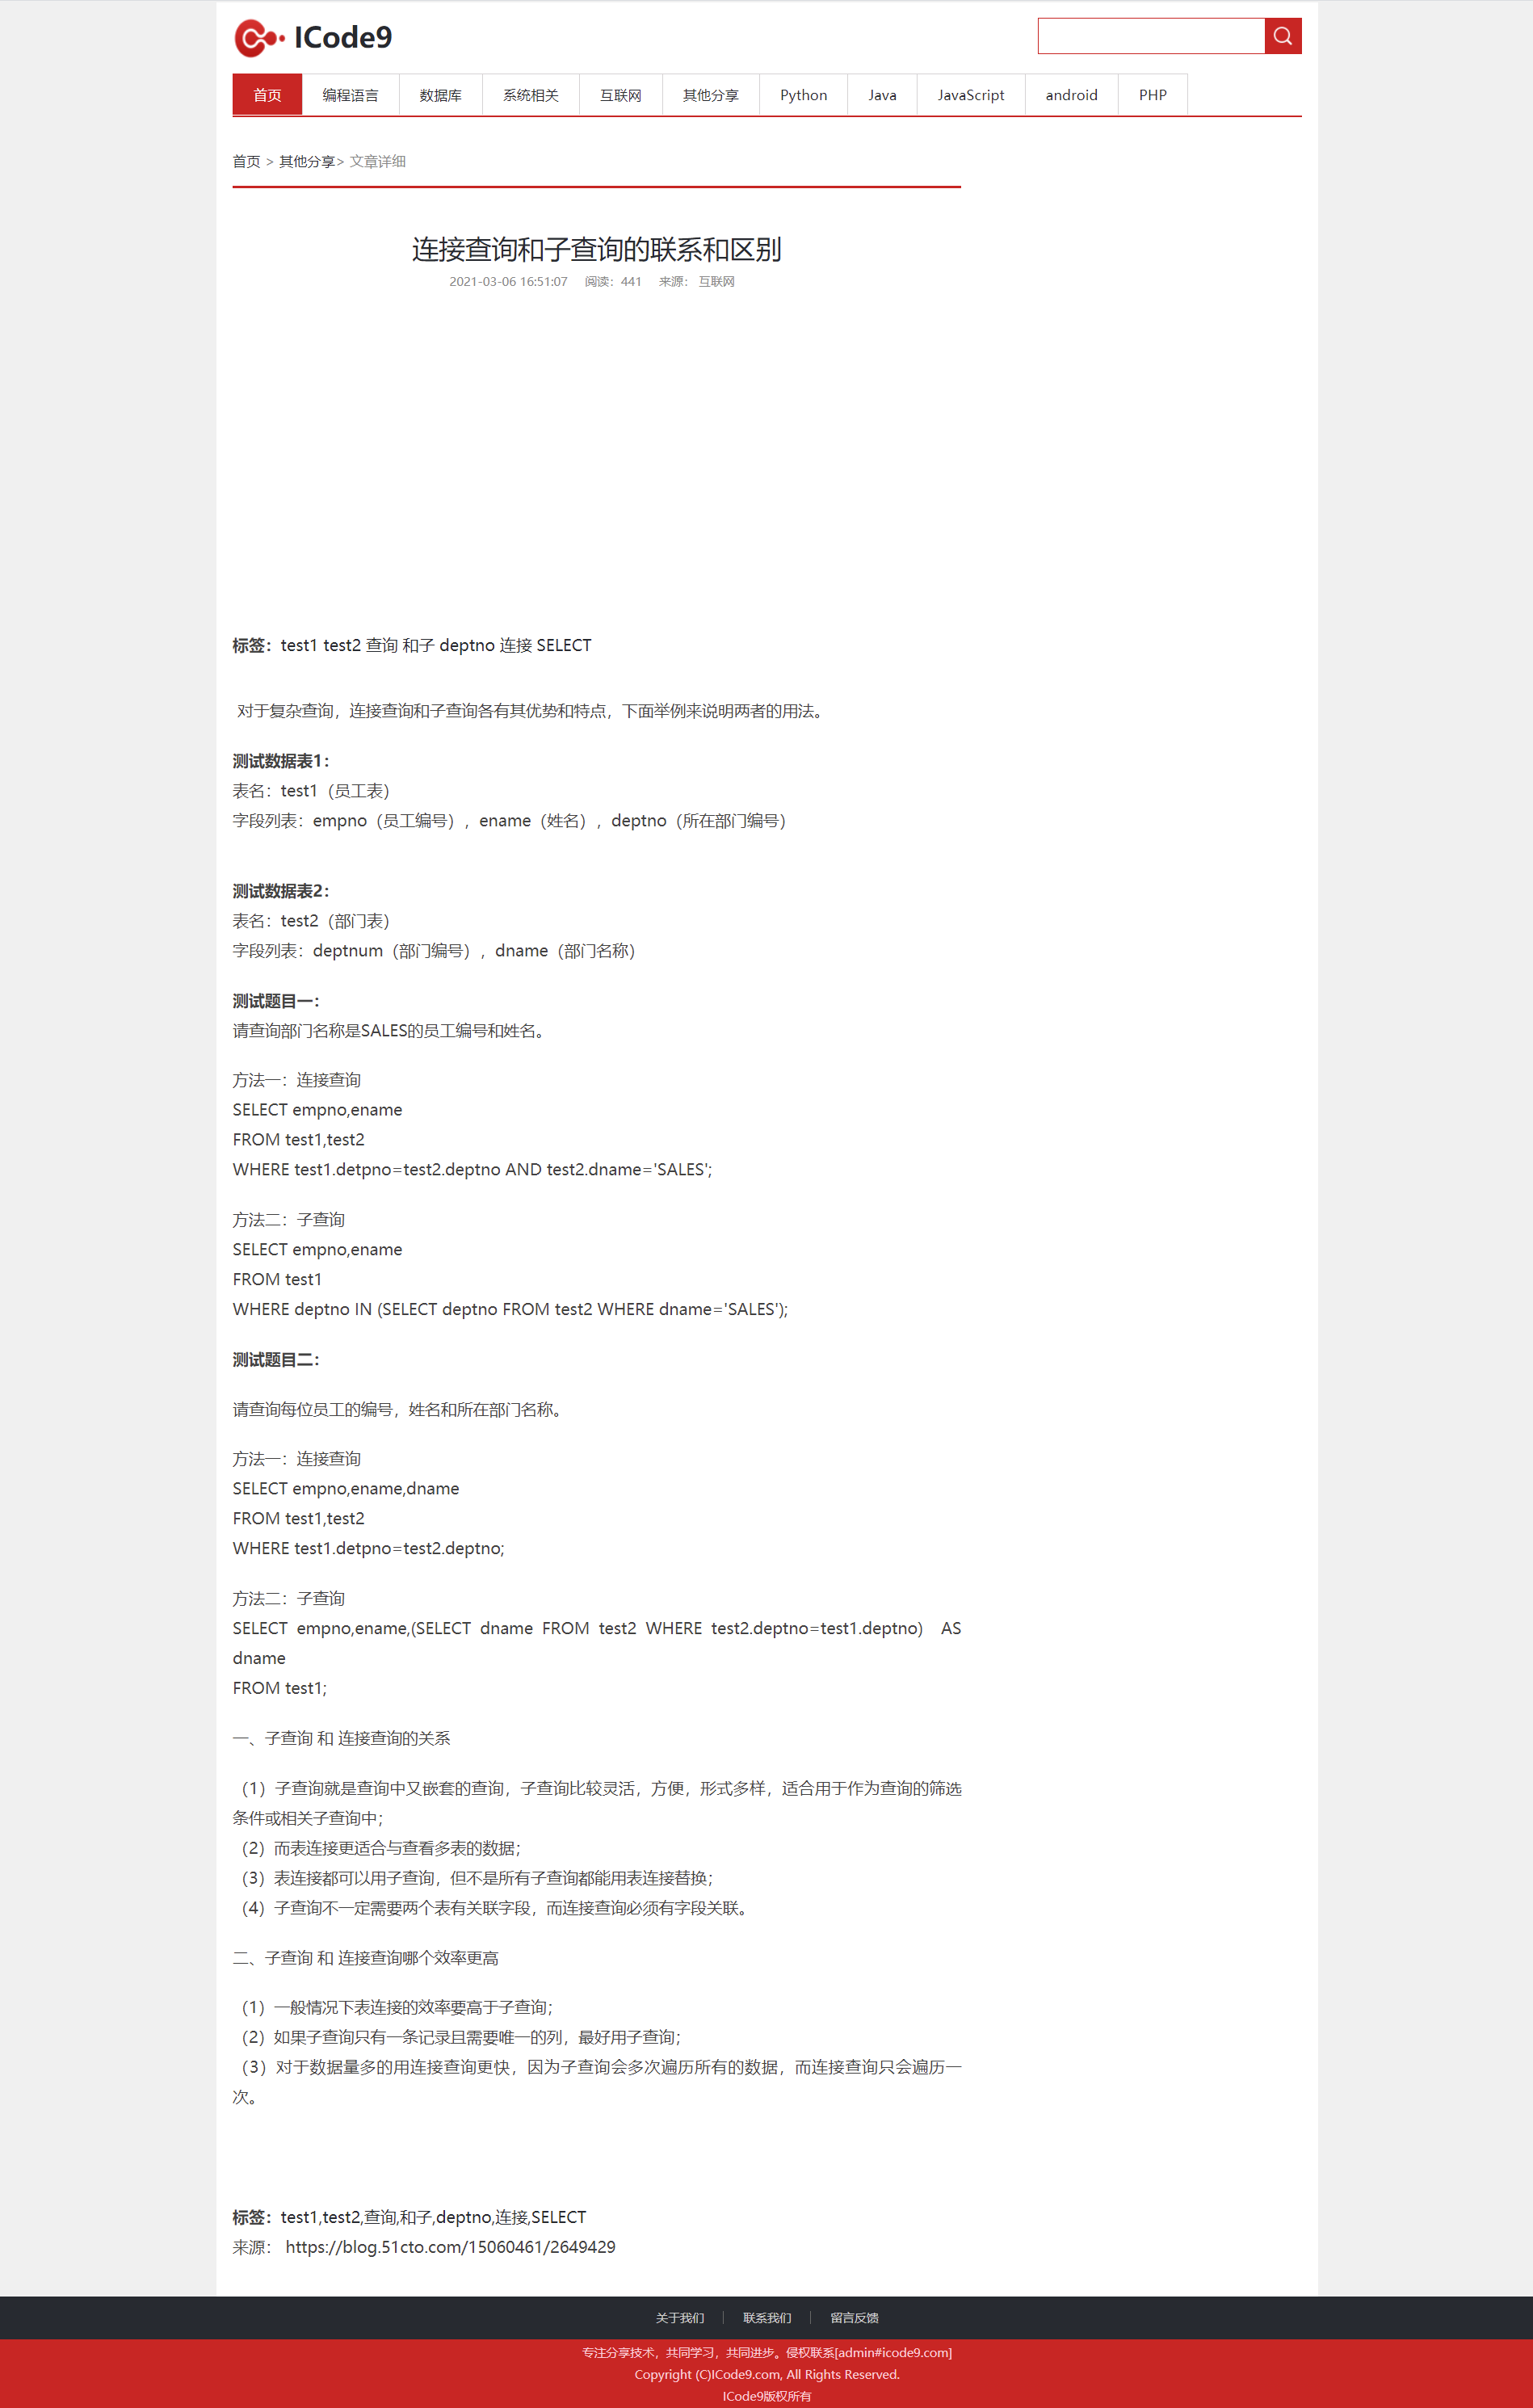 ICode9
首页 编程语言 数据库 系统相关 互联网 其他分享 Python Java JavaScript android PHP
首页 > 其他分享> 文章详细
连接查询和子查询的联系和区别
2021-03-06 16:51:07 阅读：441 来源： 互联网
标签：test1 test2 查询 和子 deptno 连接 SELECT
对于复杂查询，连接查询和子查询各有其优势和特点，下面举例来说明两者的用法。
测试数据表1：
表名：test1（员工表）
字段列表：empno（员工编号），ename（姓名），deptno（所在部门编号）
测试数据表2：
表名：test2（部门表）
字段列表：deptnum（部门编号），dname（部门名称）
测试题目一：
请查询部门名称是SALES的员工编号和姓名。
方法一：连接查询
SELECT empno,ename
FROM test1,test2
WHERE test1.detpno=test2.deptno AND test2.dname='SALES';
方法二：子查询
SELECT empno,ename
FROM test1
WHERE deptno IN (SELECT deptno FROM test2 WHERE dname='SALES');
测试题目二：
请查询每位员工的编号，姓名和所在部门名称。
方法一：连接查询
SELECT empno,ename,dname
FROM test1,test2
WHERE test1.detpno=test2.deptno;
方法二：子查询
SELECT empno,ename,(SELECT dname FROM test2 WHERE test2.deptno=test1.deptno) AS
dname
FROM test1;
一、子查询 和 连接查询的关系
（1）子查询就是查询中又嵌套的查询，子查询比较灵活，方便，形式多样，适合用于作为查询的筛选
条件或相关子查询中；
（2）而表连接更适合与查看多表的数据；
（3）表连接都可以用子查询，但不是所有子查询都能用表连接替换；
（4）子查询不一定需要两个表有关联字段，而连接查询必须有字段关联。
二、子查询 和 连接查询哪个效率更高
（1）一般情况下表连接的效率要高于子查询；
（2）如果子查询只有一条记录且需要唯一的列，最好用子查询；
（3）对于数据量多的用连接查询更快，因为子查询会多次遍历所有的数据，而连接查询只会遍历一
次。
标签：test1,test2,查询,和子,deptno,连接,SELECT
来源： https://blog.51cto.com/15060461/2649429
关于我们 联系我们 留言反馈
专注分享技术，共同学习，共同进步。侵权联系[admin#icode9.com]
Copyright (C)ICode9.com, All Rights Reserved.
ICode9版权所有